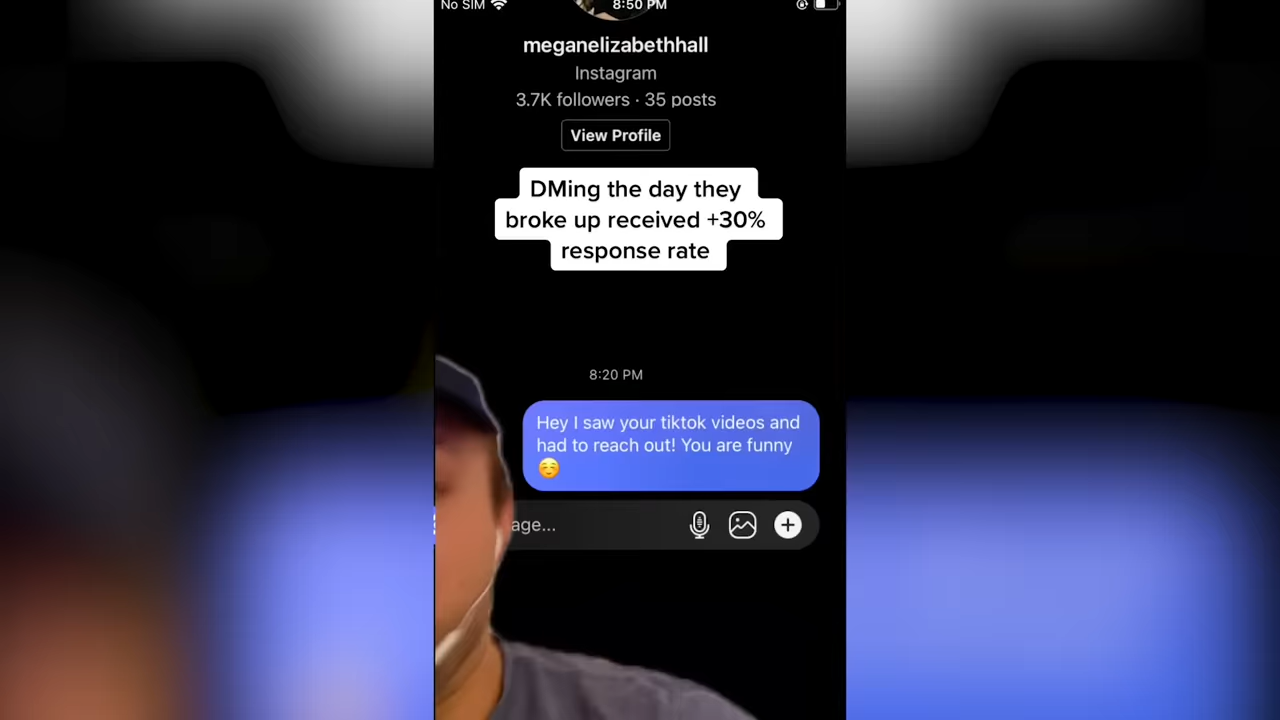 No SIM 8:50 PM
meganelizabethhall
Instagram
3.7K followers · 35 posts
View Profile
DMing the day they
broke up received +30%
response rate
8:20 PM
Hey I saw your tiktok videos and
had to reach out! You are funny
☺️
age...